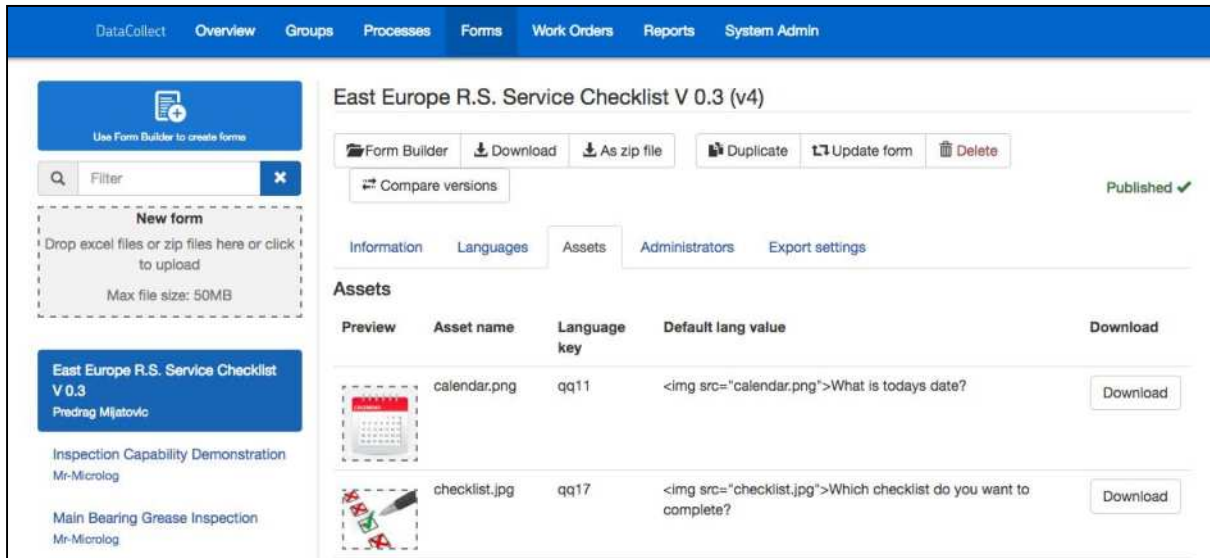 DataCollect Overview Groups Processes Forms Work Orders Reports System Admin
Use Form Builder to create forms
Filter
New form
Drop excel files or zip files here or click
to upload
Max file size: 50MB
East Europe R.S. Service Checklist
V 0.3
Predrag Mijatovic
Inspection Capability Demonstration
Mr-Microlog
Main Bearing Grease Inspection
Mr-Microlog
East Europe R.S. Service Checklist V 0.3 (v4)
Form Builder Download As zip file Duplicate Update form Delete
Compare versions
Published
Information Languages Assets Administrators Export settings
Assets
Preview Asset name Language Default lang value Download
key
calendar.png qq11 <img src="calendar.png">What is todays date? Download
checklist.jpg qq17 <img src="checklist.jpg">Which checklist do you want to Download
complete?